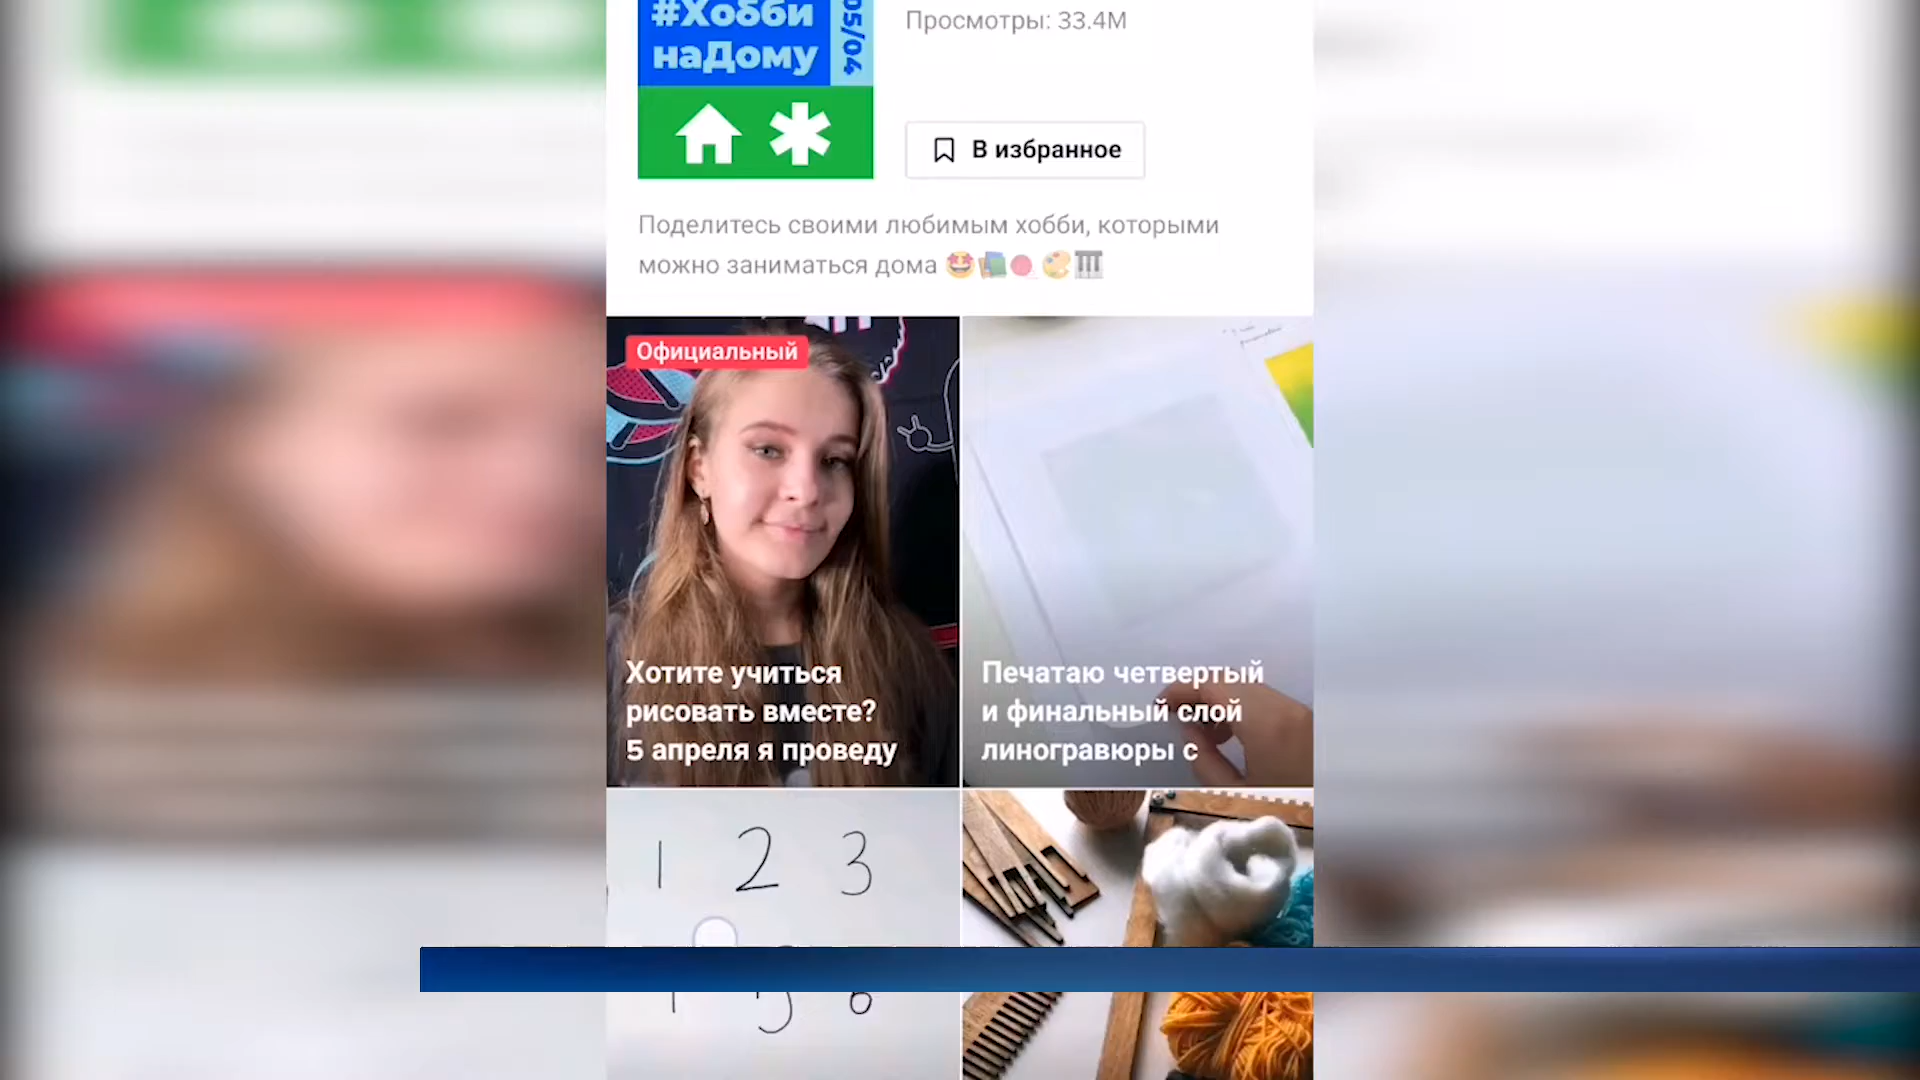 #Хобби
наДому
05/04
Просмотры: 33.4M
В избранное
Поделитесь своими любимым хобби, которыми
можно заниматься дома
Официальный
Хотите учиться
рисовать вместе?
5 апреля я проведу
Печатаю четвертый
и финальный слой
линогравюры с
1 2 3